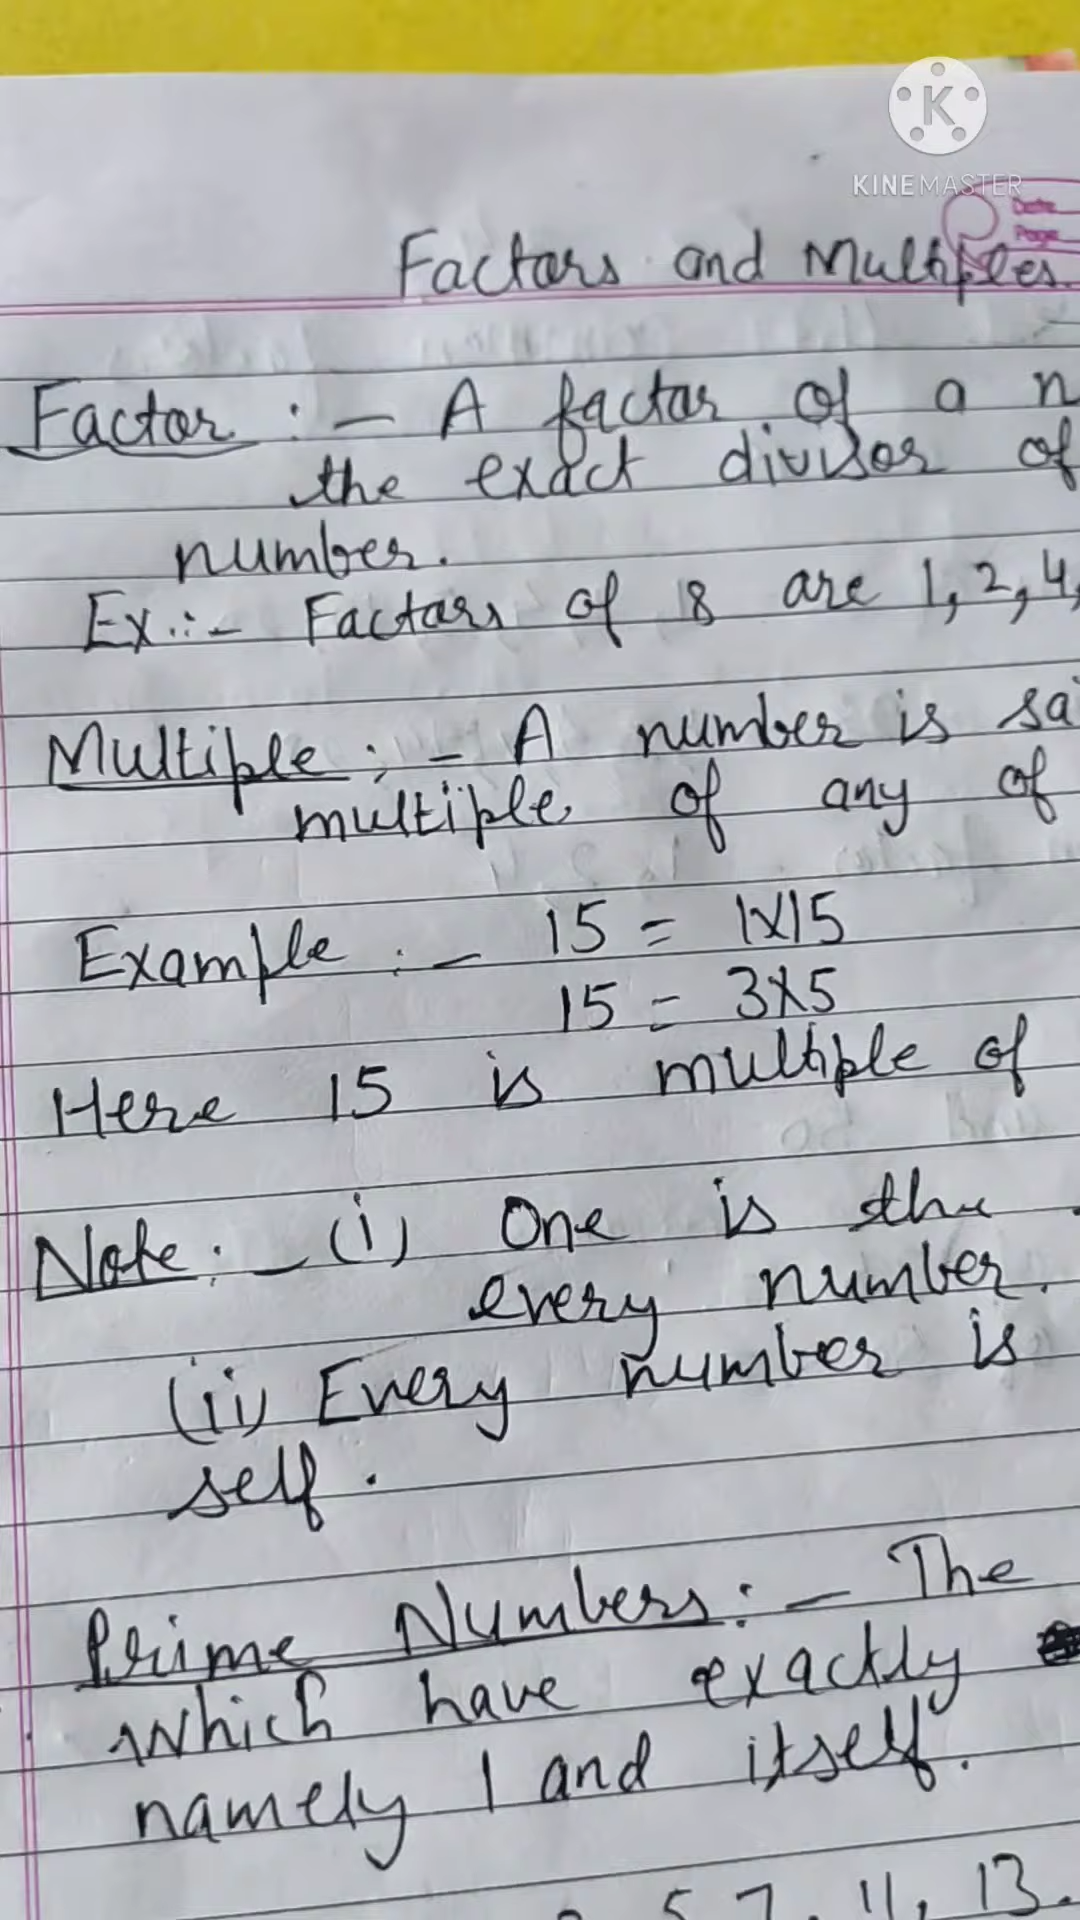 K
KINEMASTER
Date
Page
Factors and Multiples.
Factor :- A factor of a n
the exact divisor of
number.
Ex.:- Factors of 8 are 1, 2, 4,
Multiple :- A number is sa
multiple of any of
Example :- 15 = 1x15
15 = 3x5
Here 15 is multiple of
Note :- (i) One is the
every number.
(ii) Every number is
self.
Prime Numbers :- The
which have exactly
namely 1 and itself.
5, 7, 11, 13.